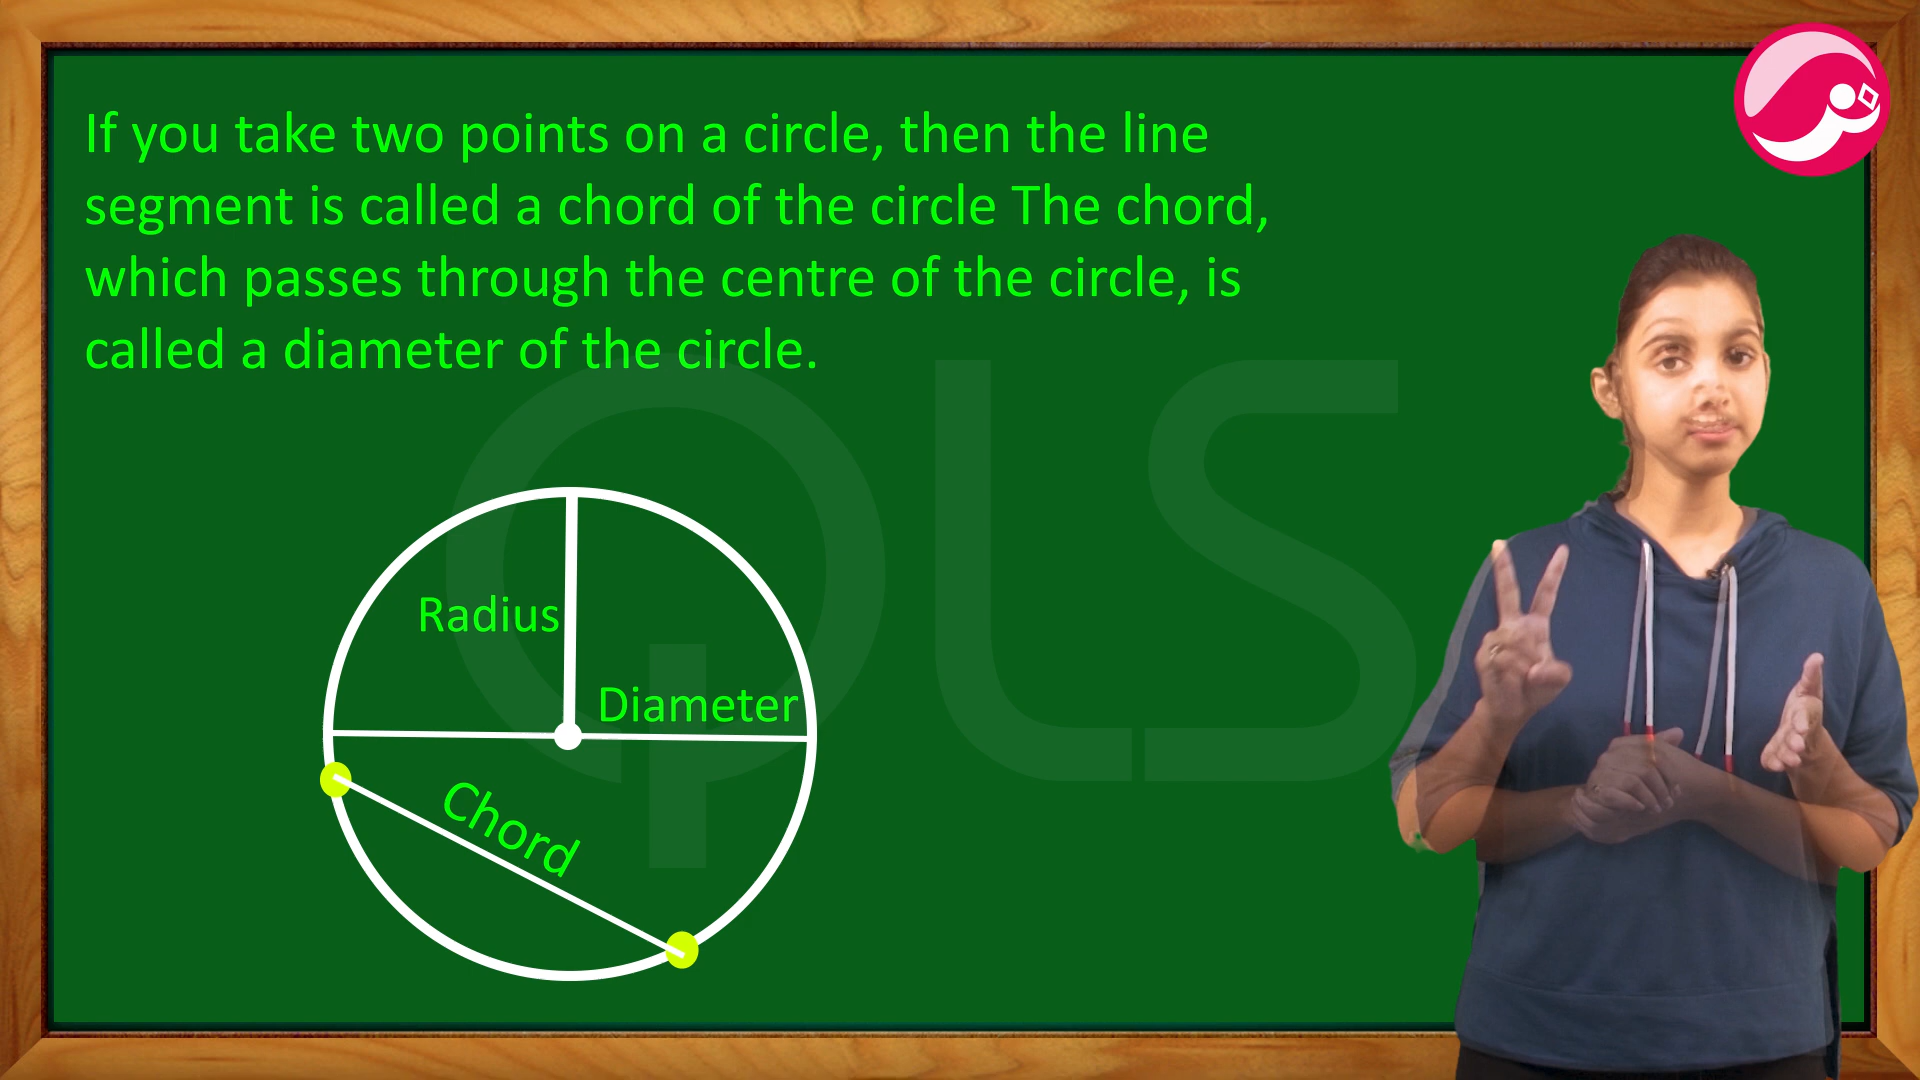 If you take two points on a circle, then the line
segment is called a chord of the circle The chord,
which passes through the centre of the circle, is
called a diameter of the circle.
QLS
Radius
Diameter
Chord